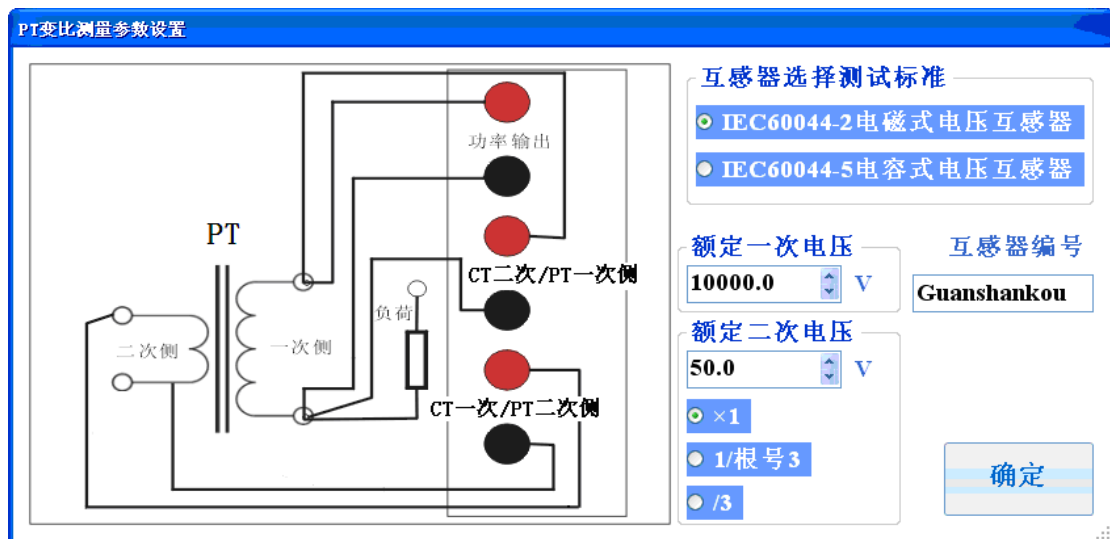 PT变比测量参数设置
功率输出
PT
CT二次/PT一次侧
负荷
二次侧
一次侧
CT一次/PT二次侧
互感器选择测试标准
IEC60044-2电磁式电压互感器
IEC60044-5电容式电压互感器
额定一次电压
互感器编号
10000.0
V
Guanshankou
额定二次电压
50.0
V
×1
1/根号3
/3
确定